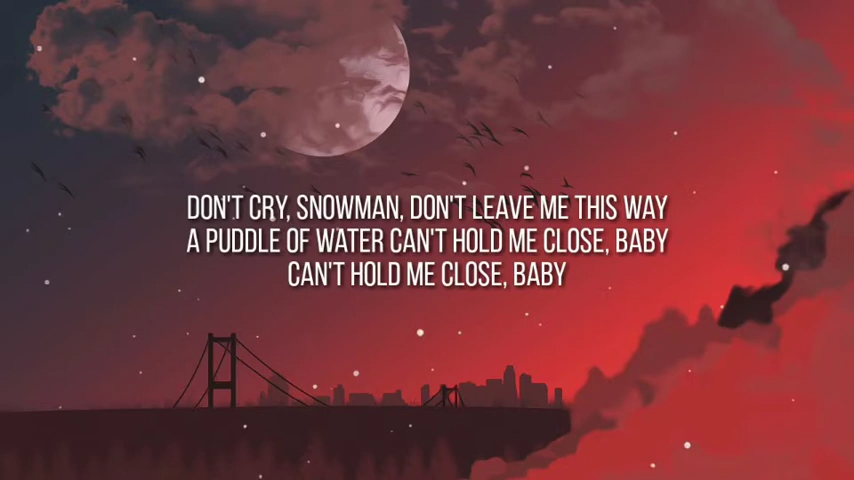 DON'T CRY, SNOWMAN, DON'T LEAVE ME THIS WAY
A PUDDLE OF WATER CAN'T HOLD ME CLOSE, BABY
CAN'T HOLD ME CLOSE, BABY